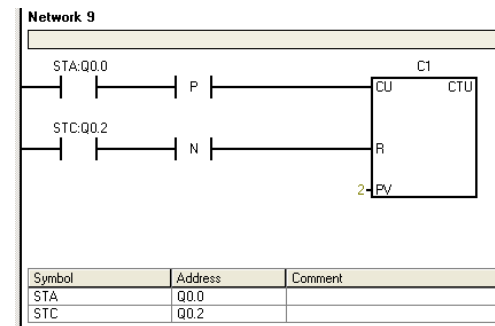 Network 9
STA:Q0.0 C1
P CU CTU
STC:Q0.2
N R
2 PV
Symbol Address Comment
STA Q0.0
STC Q0.2